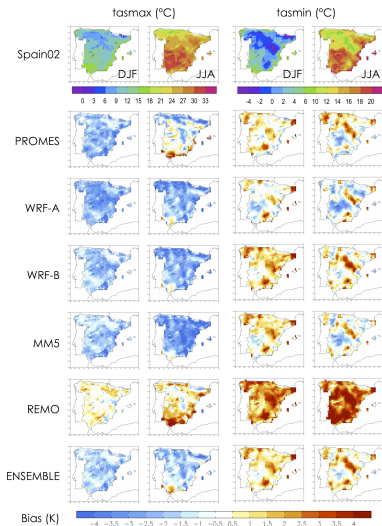 tasmax (ºC) tasmin (ºC)
Spain02
DJF JJA DJF JJA
0 3 6 9 12 15 18 21 24 27 30 33 -4 -2 0 2 4 6 8 10 12 14 16 20
PROMES
WRF-A
WRF-B
MM5
REMO
ENSEMBLE
Bias (K)
−4 −3.5 −3 −2.5 −2 −1.5 −1 −0.5 0.5 1 1.5 2 2.5 3 3.5 4